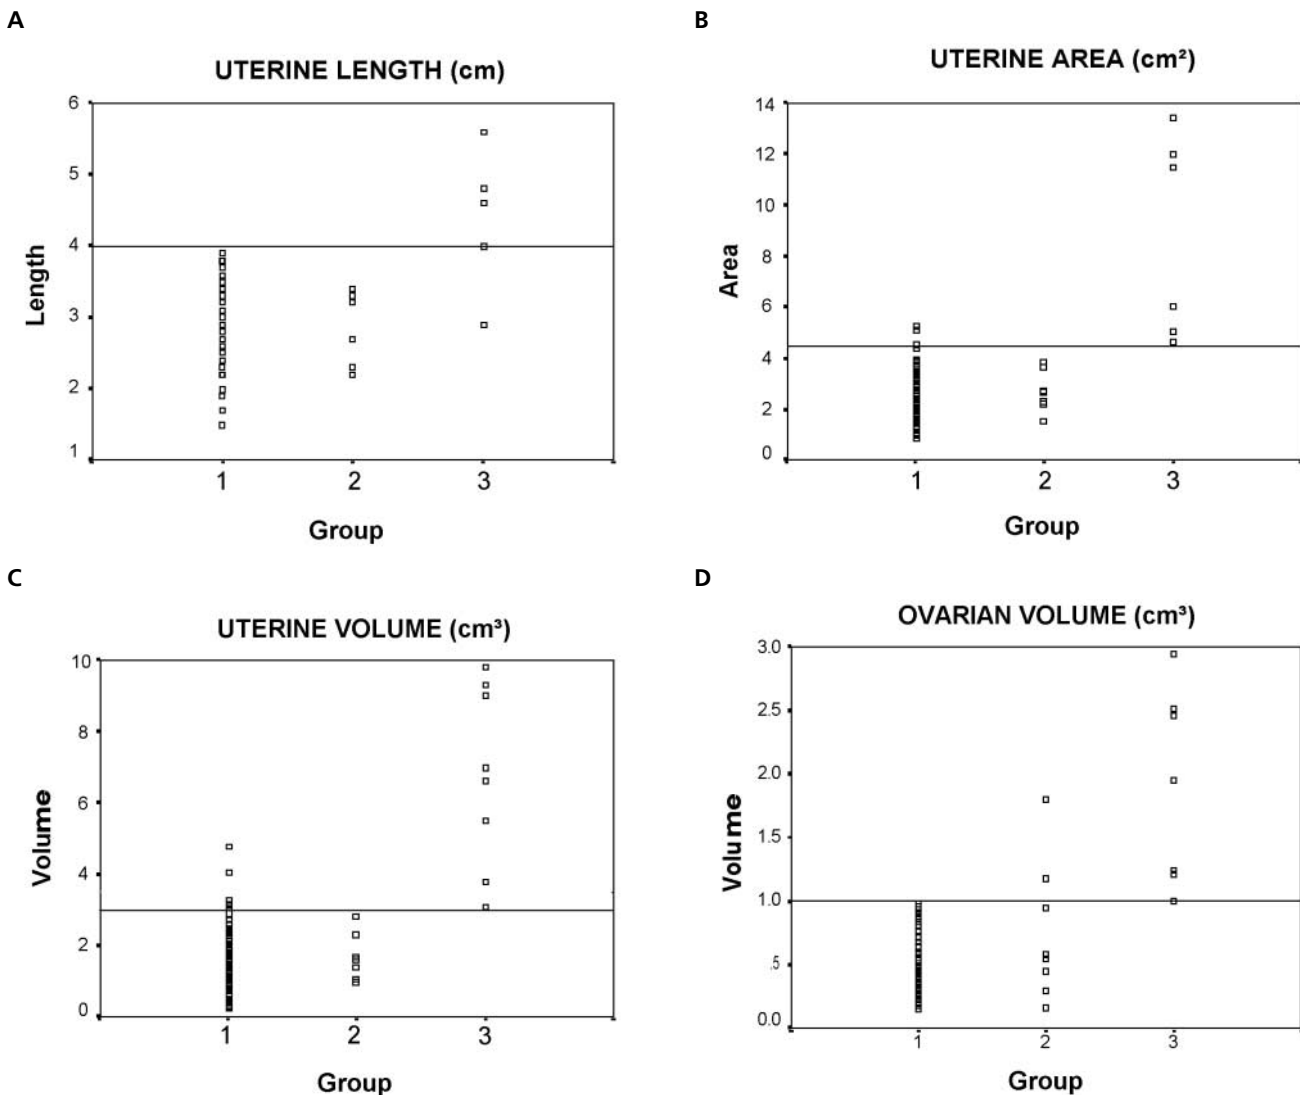 A
UTERINE LENGTH (cm)
6
5
4
3
2
1
Length
1 2 3
Group
B
UTERINE AREA (cm²)
14
12
10
8
6
4
2
0
Area
1 2 3
Group
C
UTERINE VOLUME (cm³)
10
8
6
4
2
0
Volume
1 2 3
Group
D
OVARIAN VOLUME (cm³)
3.0
2.5
2.0
1.5
1.0
.5
0.0
Volume
1 2 3
Group